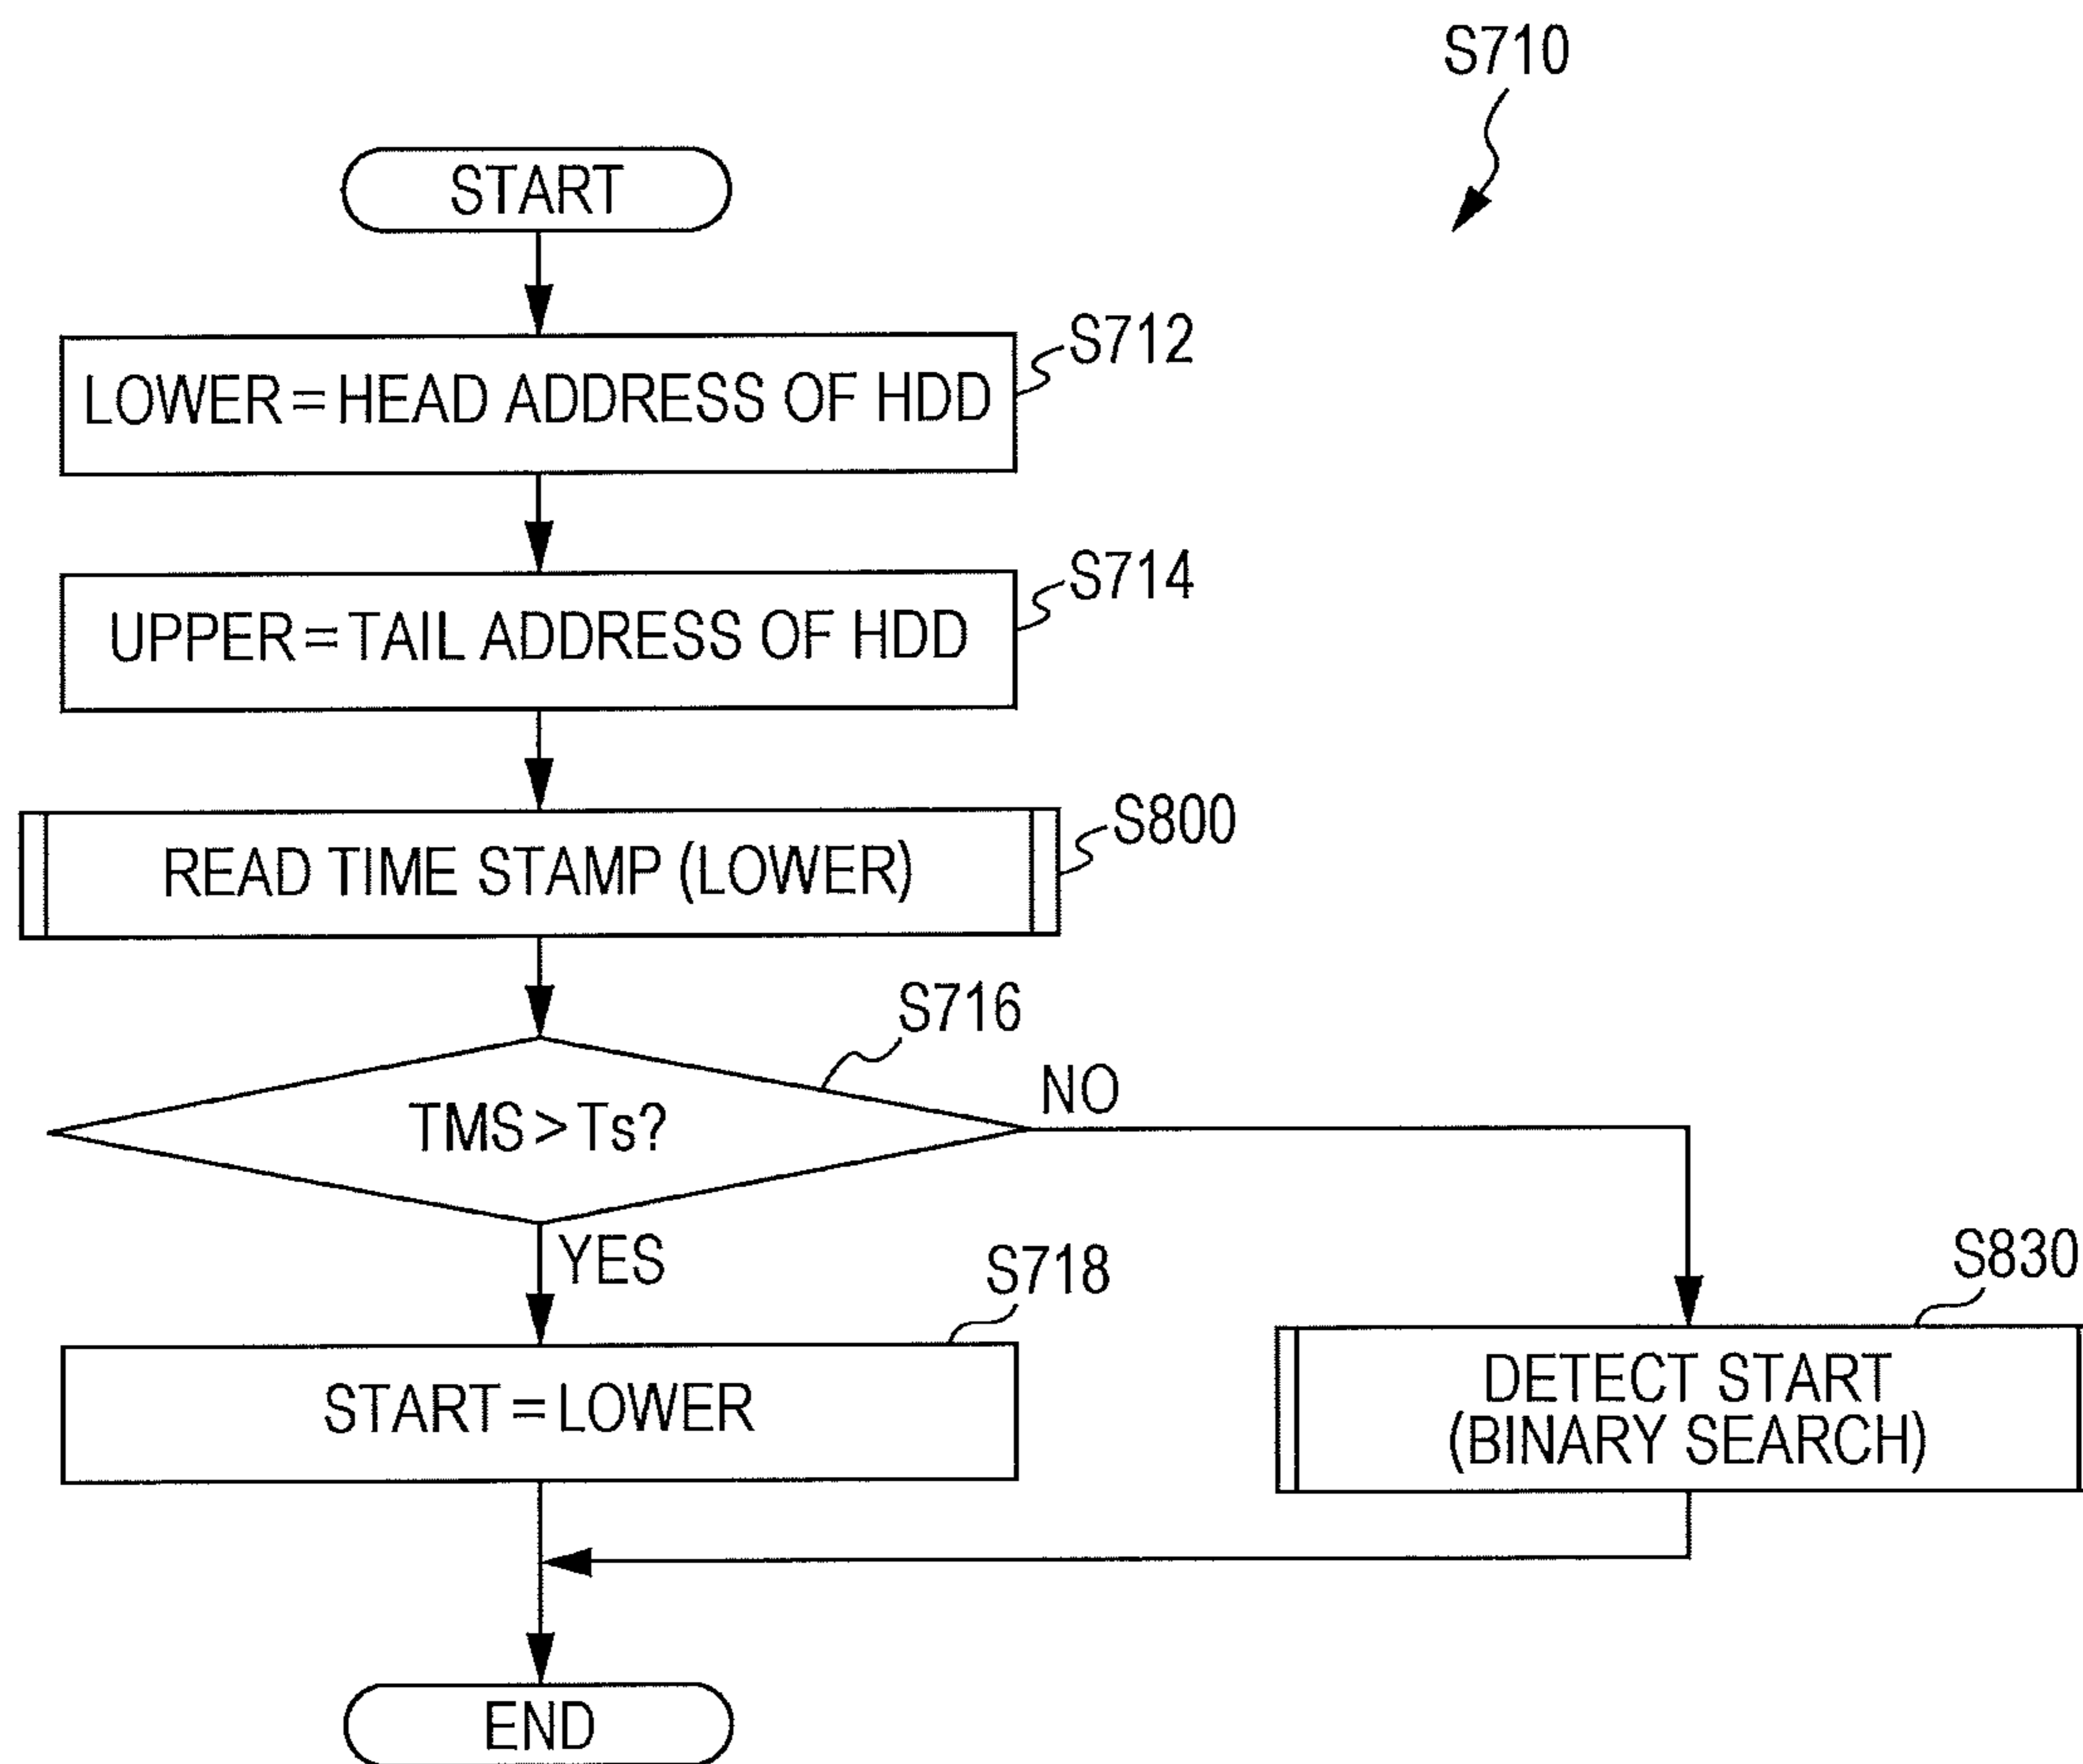 S710
START
S712
LOWER=HEAD ADDRESS OF HDD
S714
UPPER=TAIL ADDRESS OF HDD
S800
READ TIME STAMP (LOWER)
S716
TMS>Ts?
NO
YES
S718
START=LOWER
S830
DETECT START
(BINARY SEARCH)
END